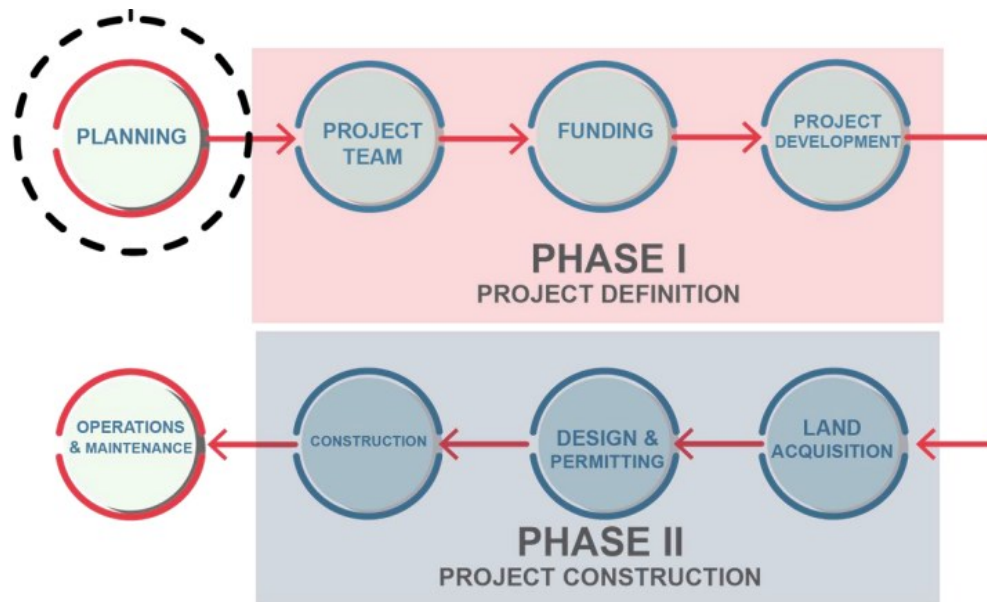 PLANNING
PROJECT
TEAM
FUNDING
PROJECT
DEVELOPMENT
PHASE I
PROJECT DEFINITION
LAND
ACQUISITION
DESIGN &
PERMITTING
CONSTRUCTION
OPERATIONS
& MAINTENANCE
PHASE II
PROJECT CONSTRUCTION